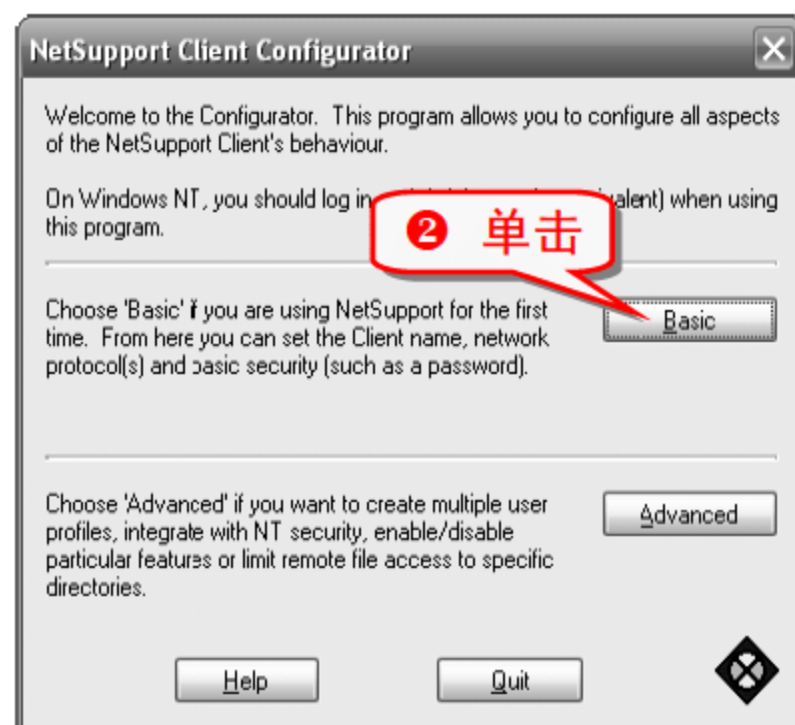 NetSupport Client Configurator
Welcome to the Configurator. This program allows you to configure all aspects
of the NetSupport Client's behaviour.
On Windows NT, you should log in
valent) when using
this program.
❷ 单击
Choose 'Basic' if you are using NetSupport for the first
time. From here you can set the Client name, network
protocol(s) and basic security (such as a password).
Basic
Choose 'Advanced' if you want to create multiple user
profiles, integrate with NT security, enable/disable
particular features or limit remote file access to specific
directories.
Advanced
Help
Quit